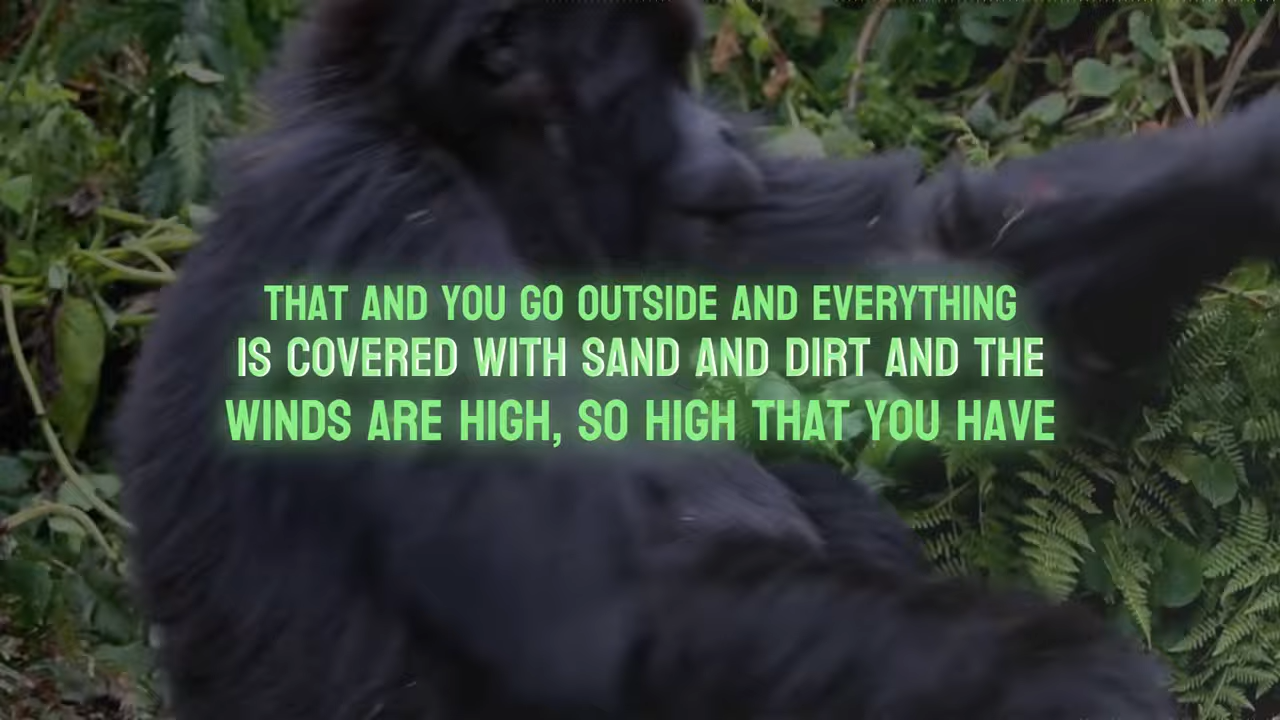 THAT AND YOU GO OUTSIDE AND EVERYTHING
IS COVERED WITH SAND AND DIRT AND THE
WINDS ARE HIGH, SO HIGH THAT YOU HAVE